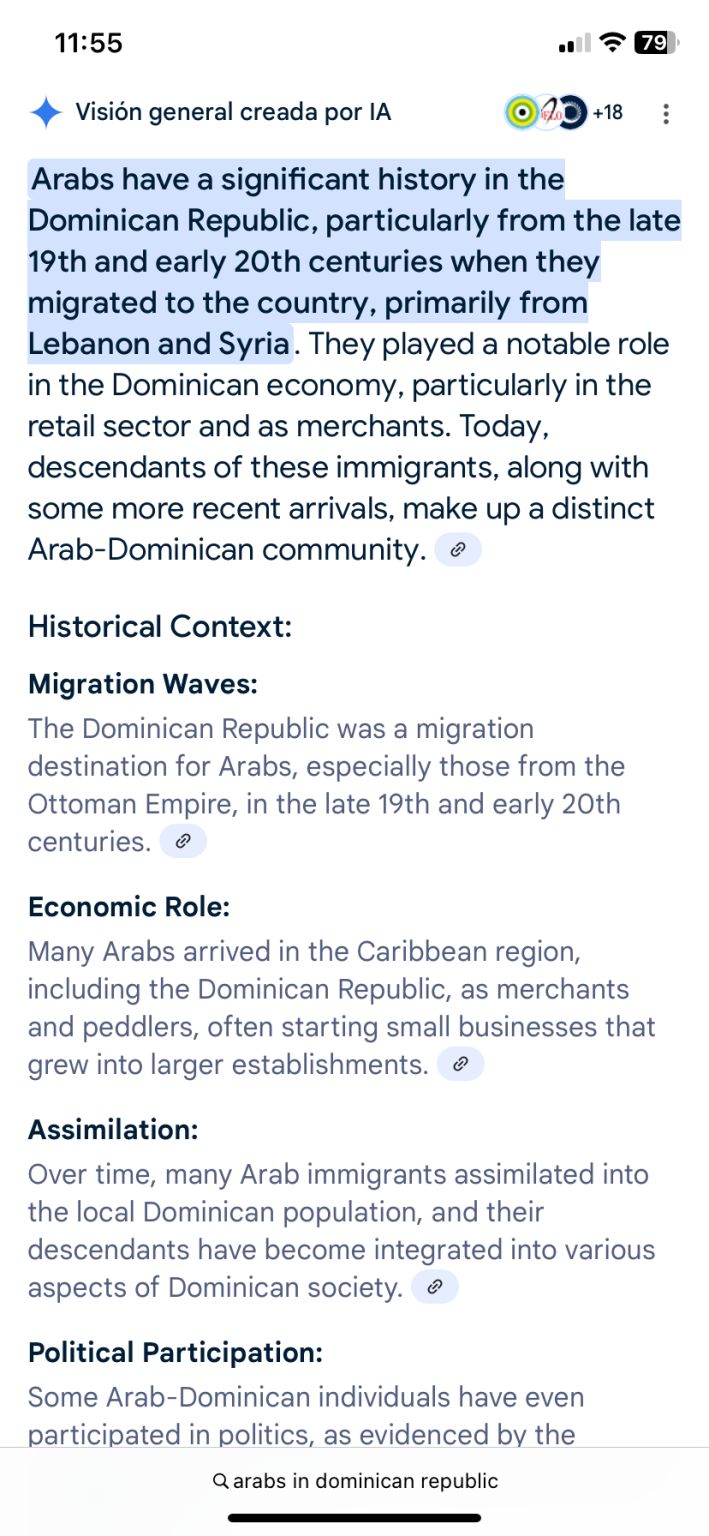 11:55
79
Visión general creada por IA
+18
Arabs have a significant history in the
Dominican Republic, particularly from the late
19th and early 20th centuries when they
migrated to the country, primarily from
Lebanon and Syria. They played a notable role
in the Dominican economy, particularly in the
retail sector and as merchants. Today,
descendants of these immigrants, along with
some more recent arrivals, make up a distinct
Arab-Dominican community.
Historical Context:
Migration Waves:
The Dominican Republic was a migration
destination for Arabs, especially those from the
Ottoman Empire, in the late 19th and early 20th
centuries.
Economic Role:
Many Arabs arrived in the Caribbean region,
including the Dominican Republic, as merchants
and peddlers, often starting small businesses that
grew into larger establishments.
Assimilation:
Over time, many Arab immigrants assimilated into
the local Dominican population, and their
descendants have become integrated into various
aspects of Dominican society.
Political Participation:
Some Arab-Dominican individuals have even
participated in politics, as evidenced by the
arabs in dominican republic